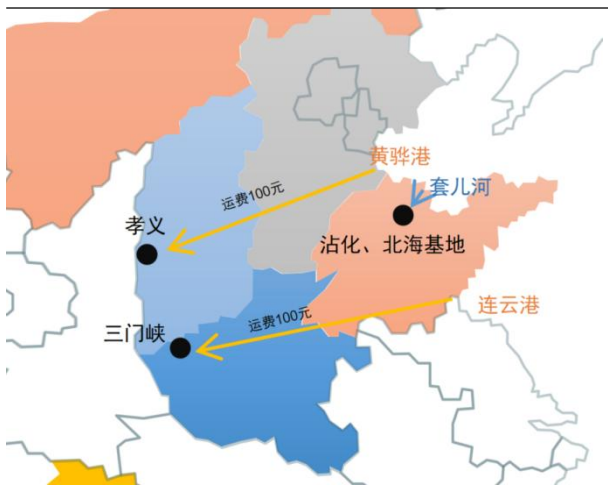 黄骅港
运费100元
套儿河
孝义
沾化、北海基地
连云港
运费100元
三门峡